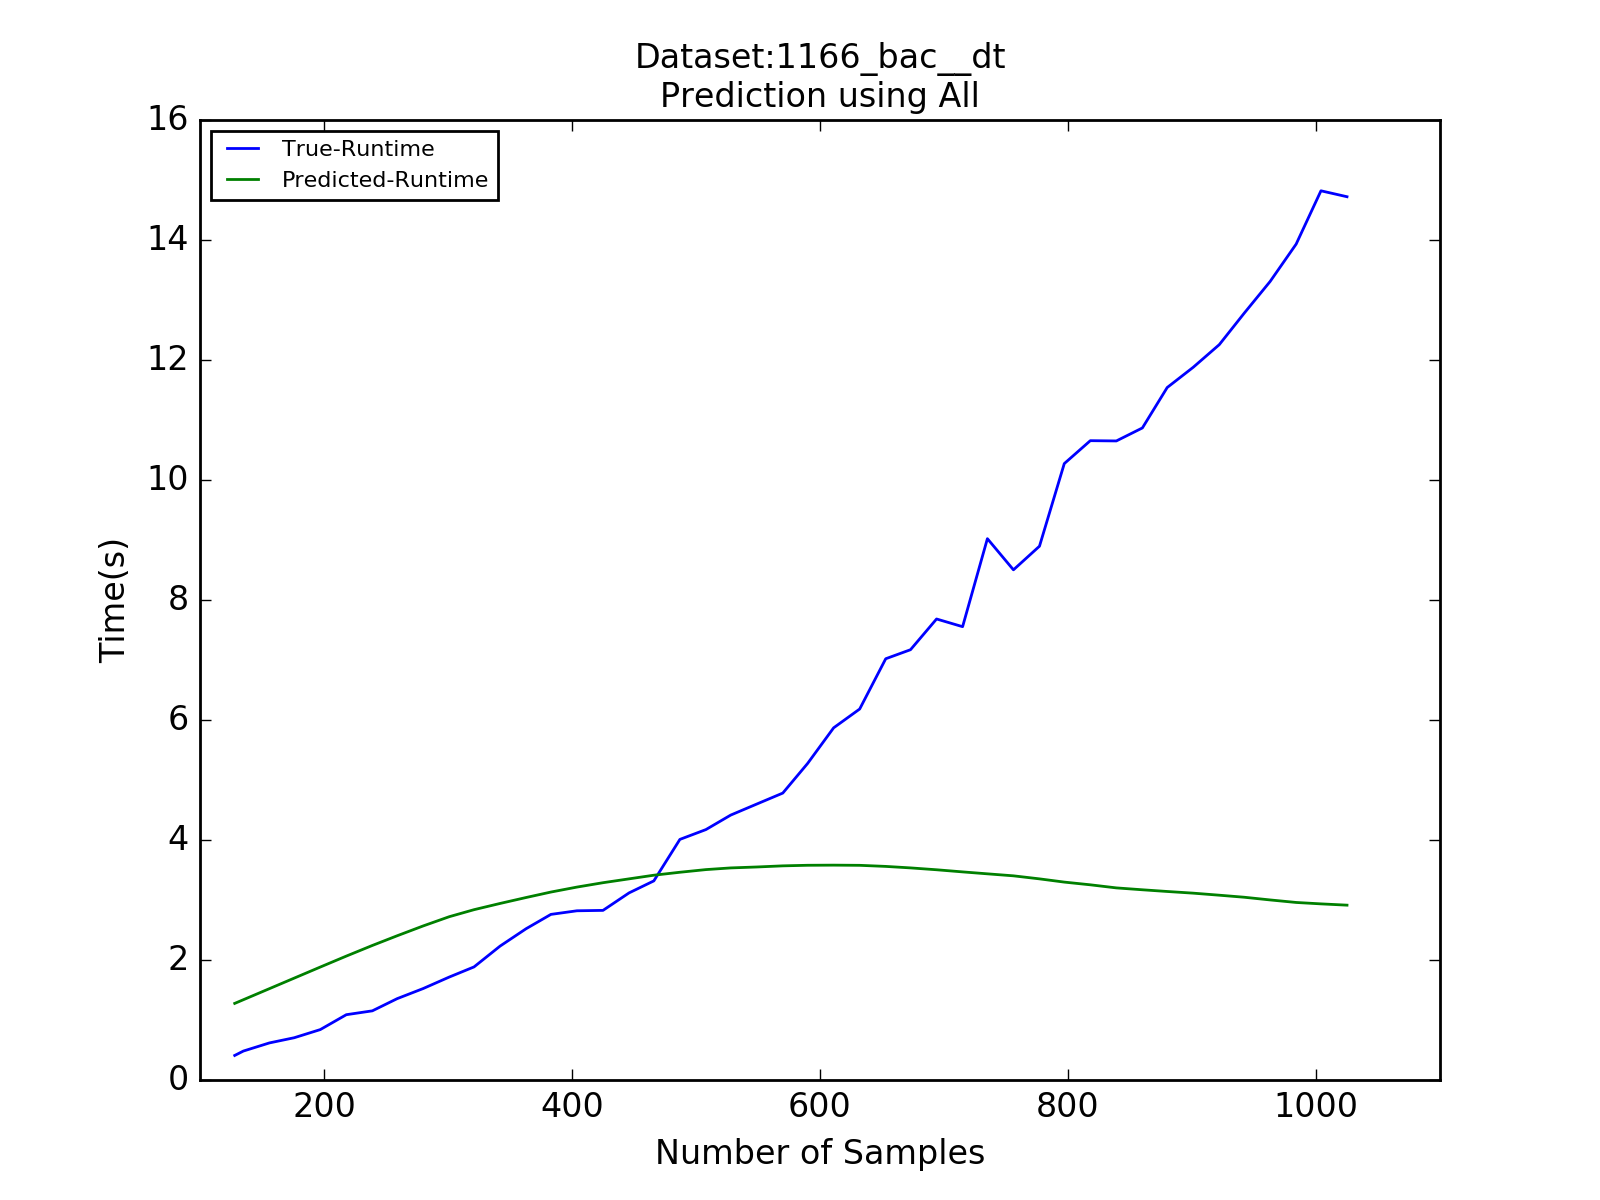 Dataset:1166_bac__dt
Prediction using All
True-Runtime
Predicted-Runtime
16
14
12
10
8
6
4
2
0
Time(s)
200 400 600 800 1000
Number of Samples